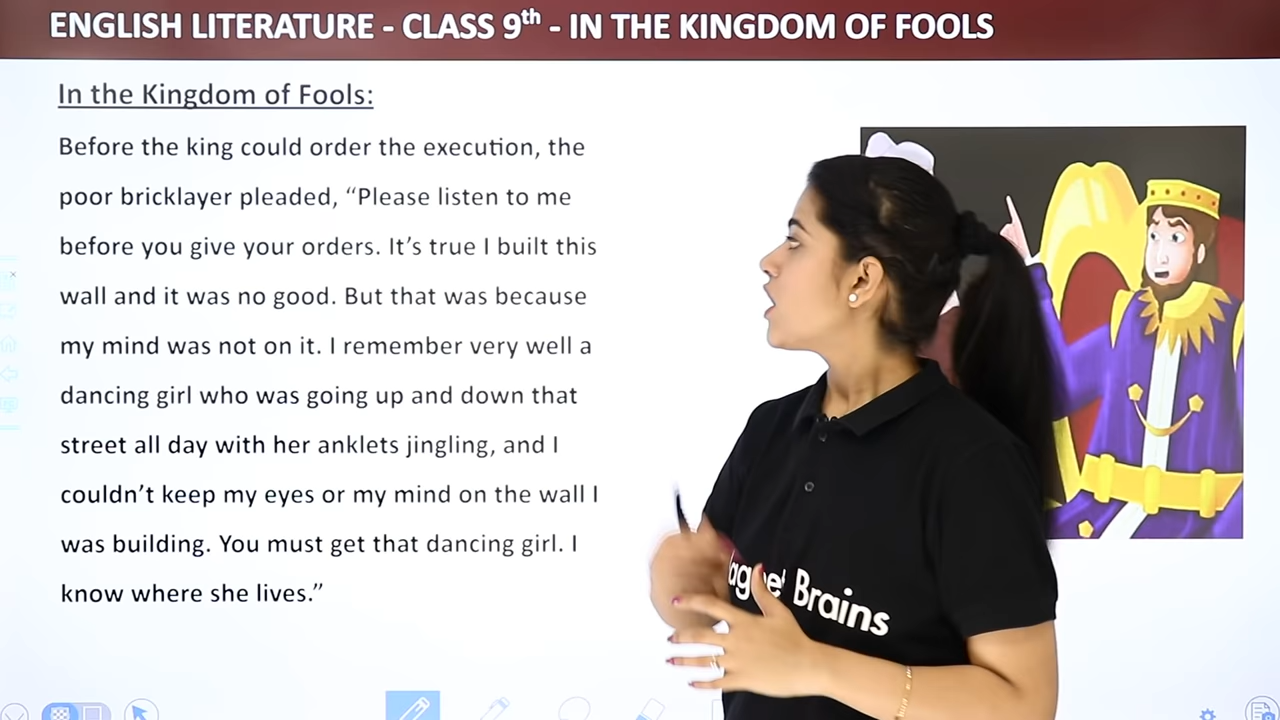 ENGLISH LITERATURE - CLASS 9th - IN THE KINGDOM OF FOOLS
In the Kingdom of Fools:
Before the king could order the execution, the
poor bricklayer pleaded, “Please listen to me
before you give your orders. It’s true I built this
wall and it was no good. But that was because
my mind was not on it. I remember very well a
dancing girl who was going up and down that
street all day with her anklets jingling, and I
couldn’t keep my eyes or my mind on the wall I
was building. You must get that dancing girl. I
know where she lives.”
Brains